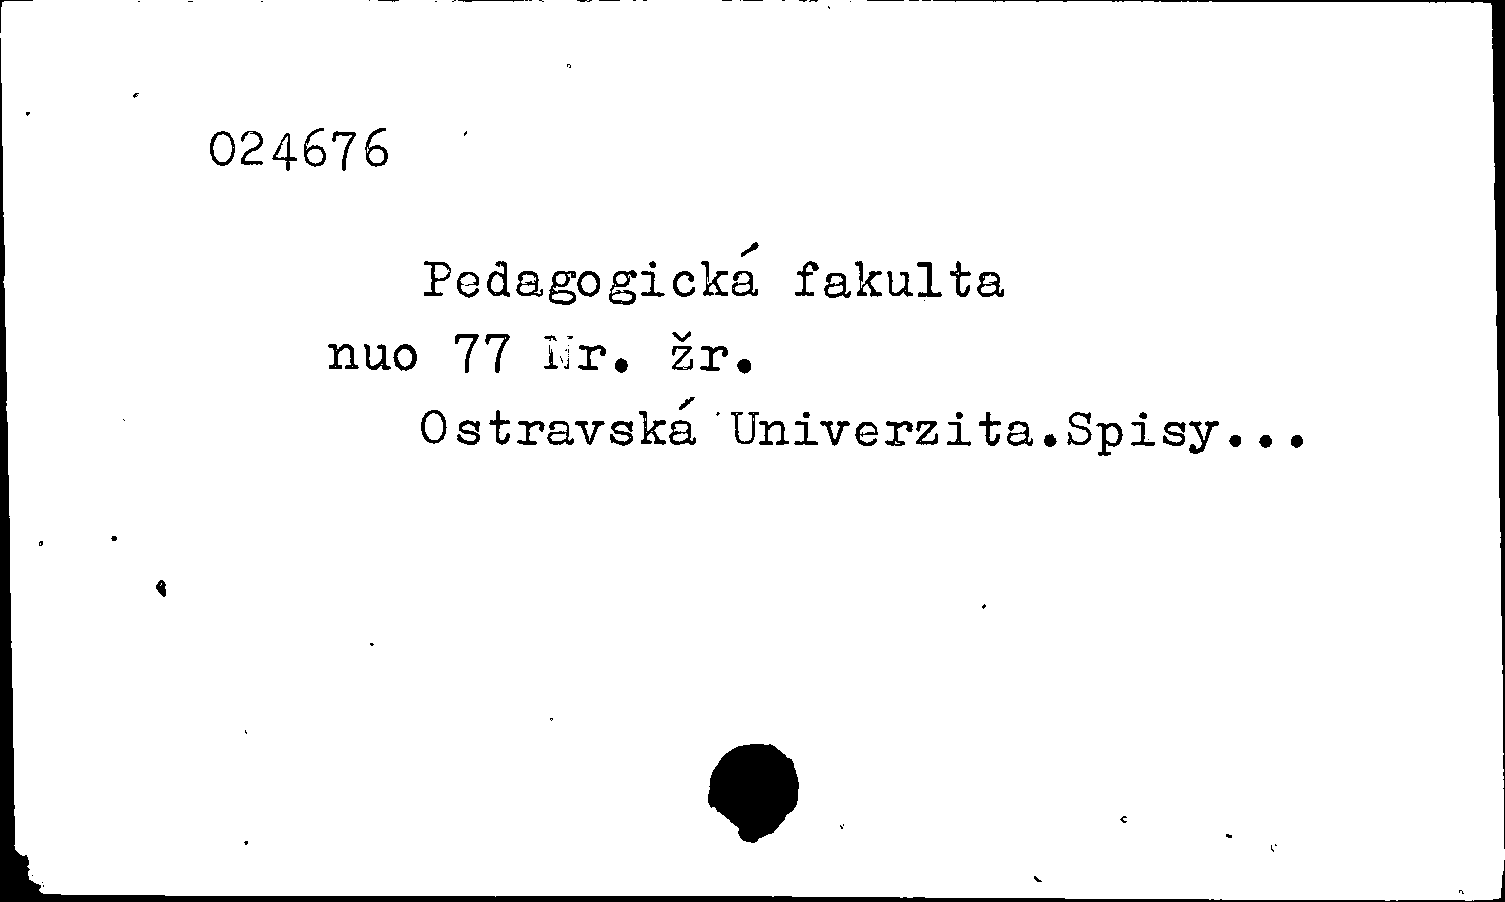 024676
Pedagogická fakulta
nuo 77 Nr. žr.
Ostravská Univerzita.Spisy...